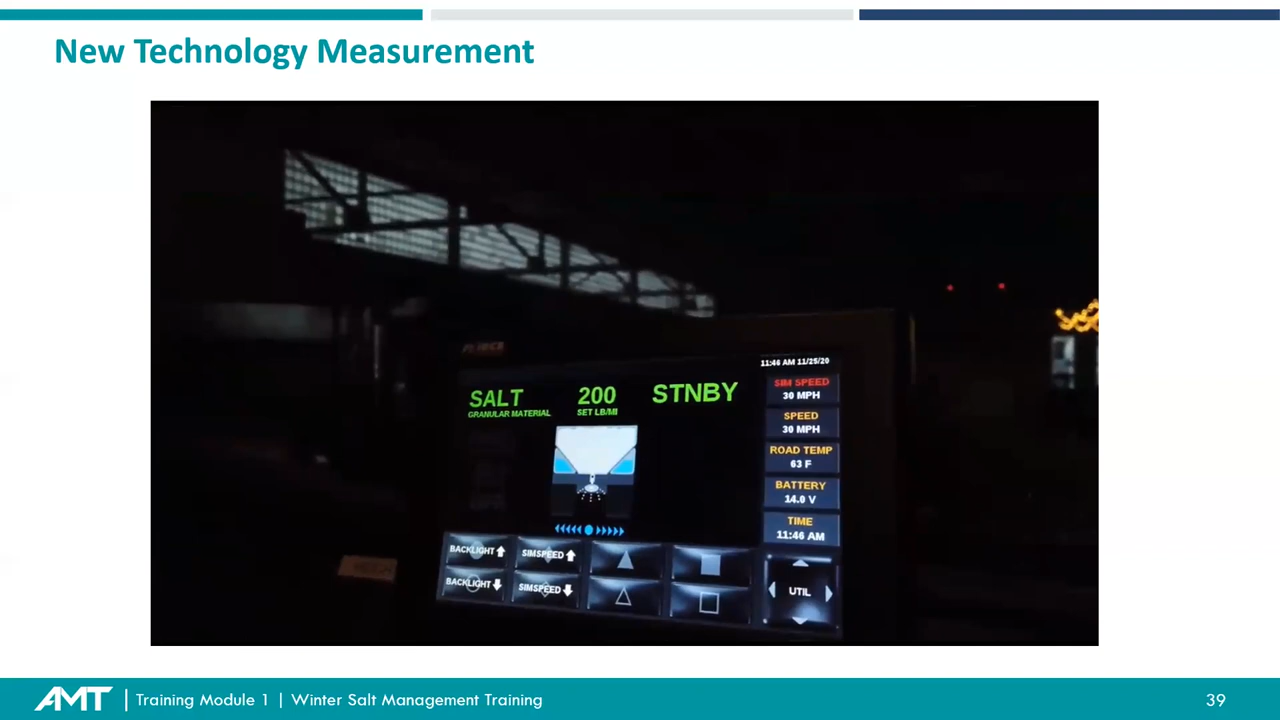 New Technology Measurement
11:46 AM 11/25/20
SALT
GRANULAR MATERIAL
200
SET LB/MI
STNBY
SIM SPEED
30 MPH
SPEED
30 MPH
ROAD TEMP
63 F
BATTERY
14.0 V
TIME
11:46 AM
BACKLIGHT
SIMSPEED
BACKLIGHT
SIMSPEED
UTIL
AMT | Training Module 1 | Winter Salt Management Training
39